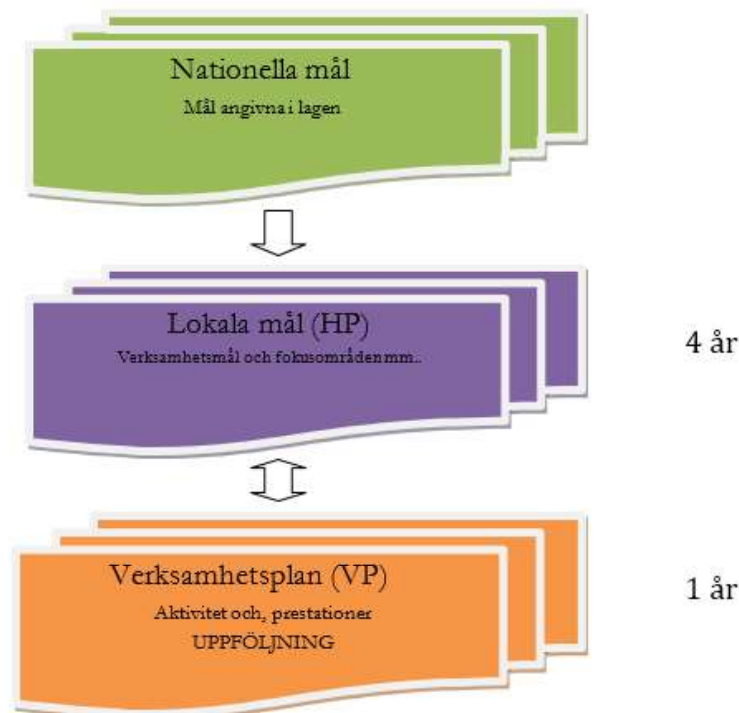 Nationella mål
Mål angivna i lagen
Lokala mål (HP)
Verksamhetsmål och fokusområden mm..
4 år
Verksamhetsplan (VP)
Aktivitet och, prestationer
UPPFÖLJNING
1 år